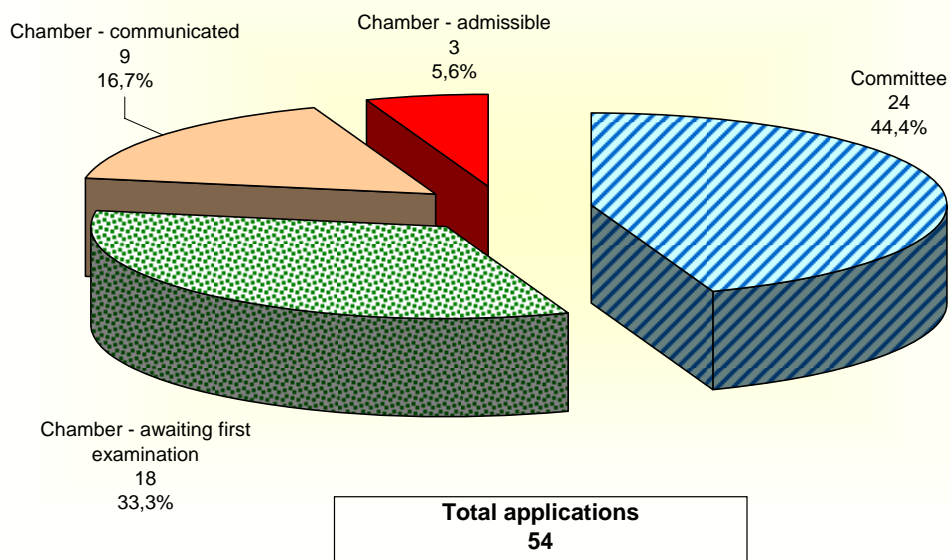 Chamber - communicated
9
16,7%
Chamber - admissible
3
5,6%
Committee
24
44,4%
Chamber - awaiting first
examination
18
33,3%
Total applications
54